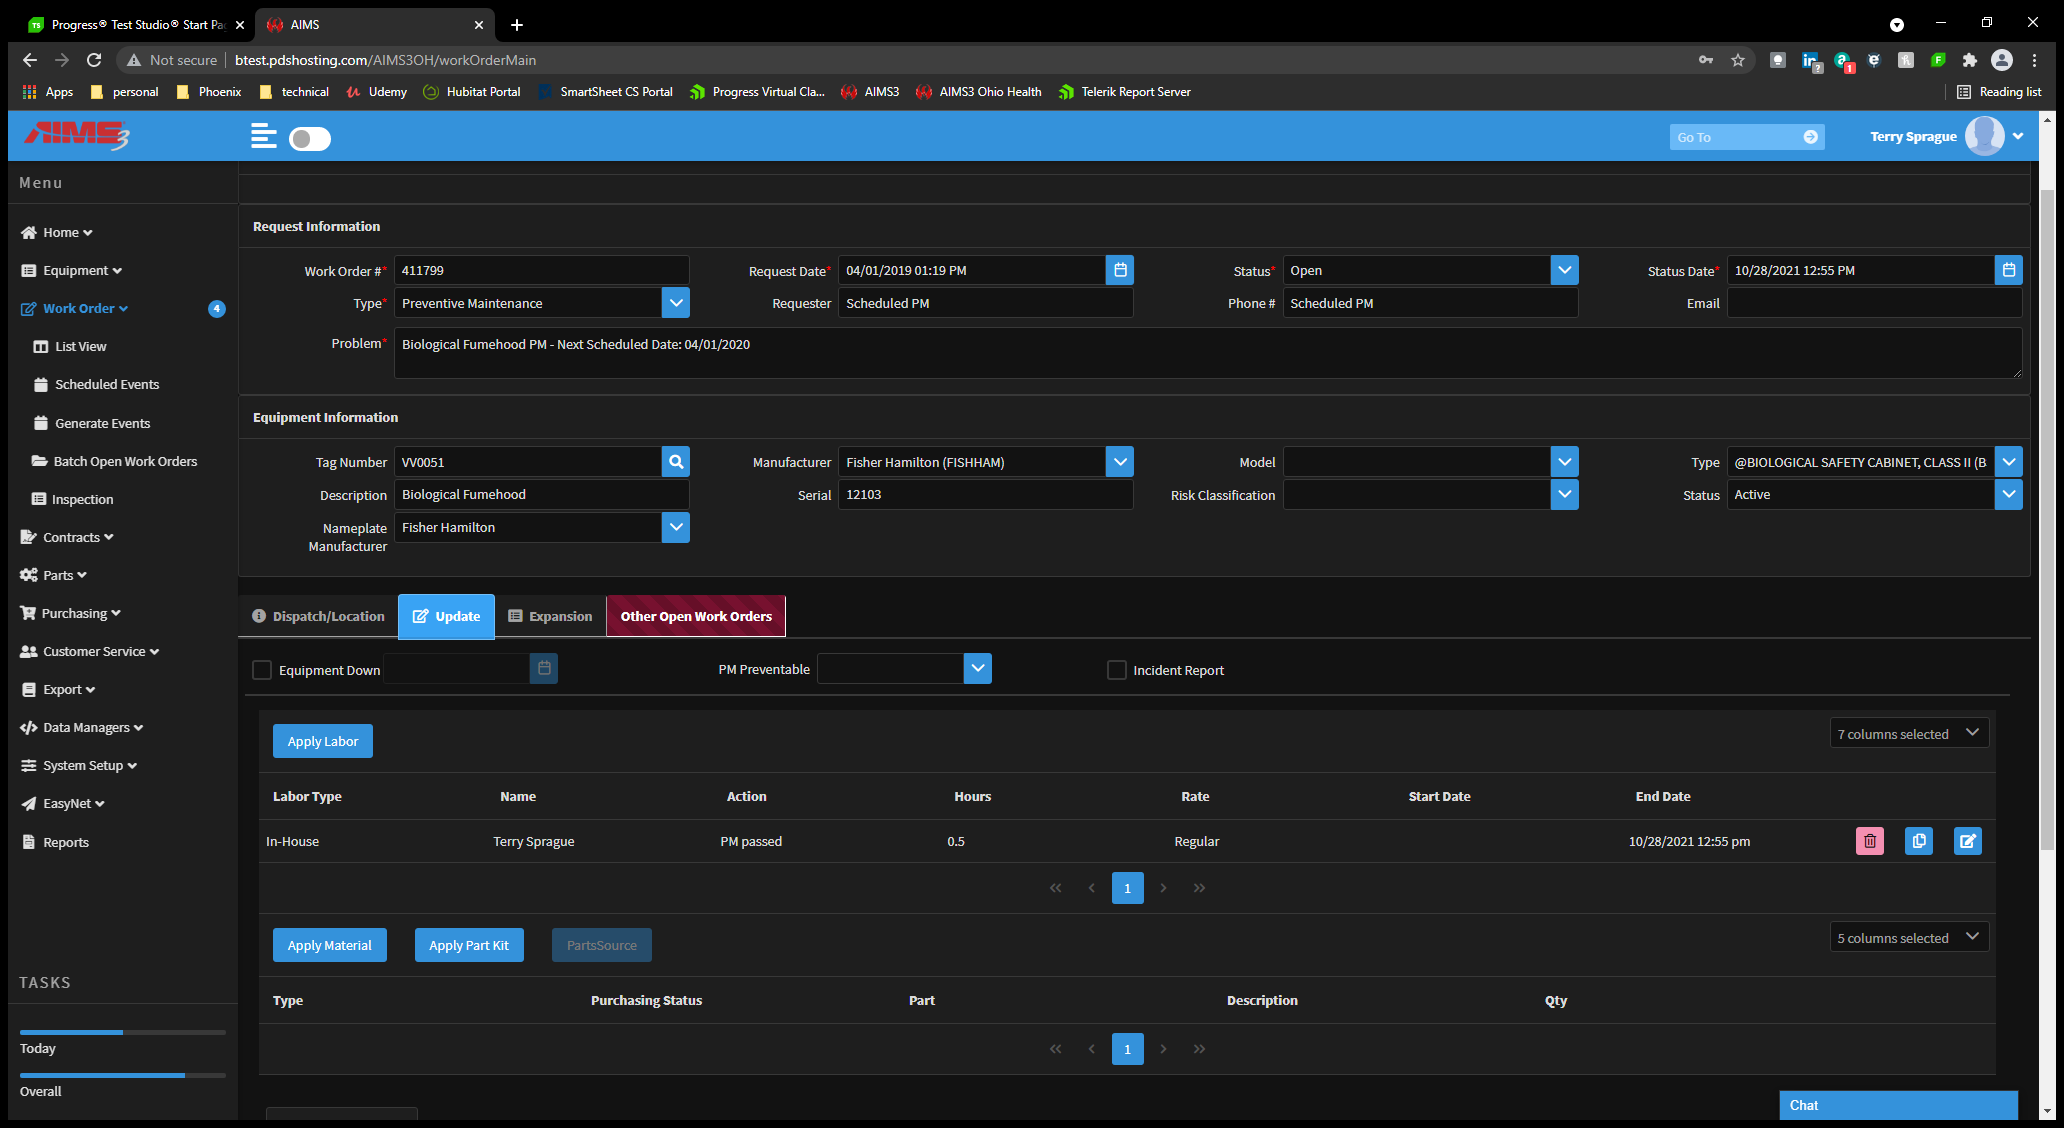 Progress® Test Studio® Start Pa
AIMS
Not secure btest.pdshosting.com/AIMS3OH/workOrderMain
Apps personal Phoenix technical Udemy Hubitat Portal SmartSheet CS Portal Progress Virtual Cla... AIMS3 AIMS3 Ohio Health Telerik Report Server Reading list
AIMS3 Go To Terry Sprague
Menu
Home
Equipment
Work Order 4
List View
Scheduled Events
Generate Events
Batch Open Work Orders
Inspection
Contracts
Parts
Purchasing
Customer Service
Export
Data Managers
System Setup
EasyNet
Reports
TASKS
Today
Overall
Request Information
Work Order #* 411799 Request Date* 04/01/2019 01:19 PM Status* Open Status Date* 10/28/2021 12:55 PM
Type* Preventive Maintenance Requester Scheduled PM Phone # Scheduled PM Email
Problem* Biological Fumehood PM - Next Scheduled Date: 04/01/2020
Equipment Information
Tag Number VV0051 Manufacturer Fisher Hamilton (FISHHAM) Model Type @BIOLOGICAL SAFETY CABINET, CLASS II (B
Description Biological Fumehood Serial 12103 Risk Classification Status Active
Nameplate Manufacturer Fisher Hamilton
Dispatch/Location Update Expansion Other Open Work Orders
Equipment Down PM Preventable Incident Report
Apply Labor 7 columns selected
Labor Type Name Action Hours Rate Start Date End Date
In-House Terry Sprague PM passed 0.5 Regular 10/28/2021 12:55 pm
1
Apply Material Apply Part Kit PartsSource 5 columns selected
Type Purchasing Status Part Description Qty
1
Chat